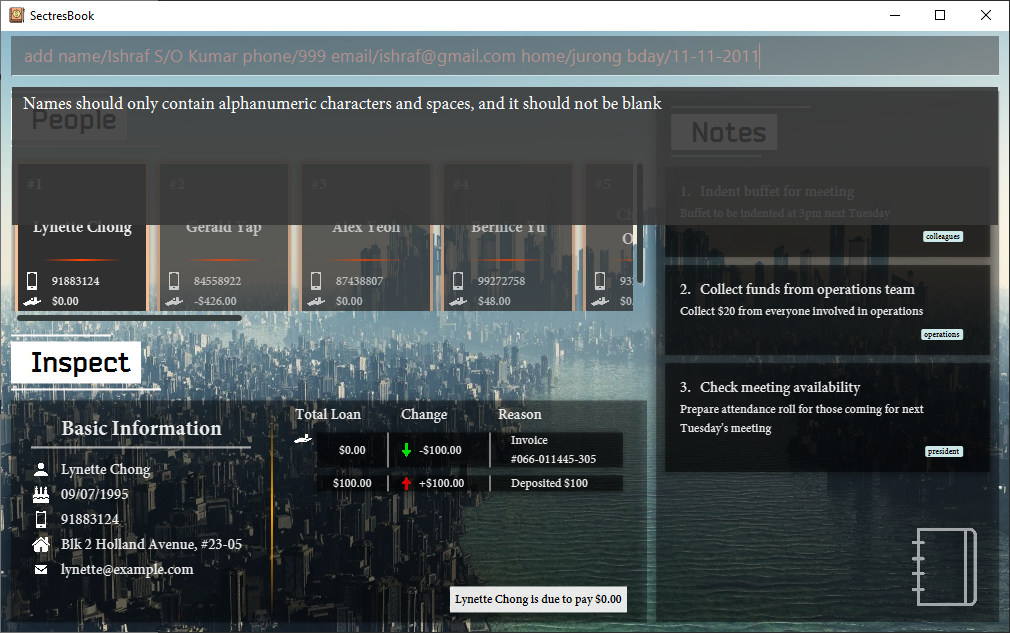 SectresBook
add name/Ishraf S/O Kumar phone/999 email/ishraf@gmail.com home/jurong bday/11-11-2011
Names should only contain alphanumeric characters and spaces, and it should not be blank
People
#1
Lynette Chong
91883124
$0.00
#2
Gerald Yap
84558922
-$426.00
#3
Alex Yeoh
87438807
$0.00
#4
Bernice Yu
99272758
$48.00
#5
Inspect
Basic Information
Lynette Chong
09/07/1995
91883124
Blk 2 Holland Avenue, #23-05
lynette@example.com
Total Loan Change Reason
$0.00 -$100.00 Invoice
#066-011445-305
$100.00 +$100.00 Deposited $100
Lynette Chong is due to pay $0.00
Notes
1. Indent buffet for meeting
Buffet to be indented at 3pm next Tuesday
colleagues
2. Collect funds from operations team
Collect $20 from everyone involved in operations
operations
3. Check meeting availability
Prepare attendance roll for those coming for next
Tuesday's meeting
president